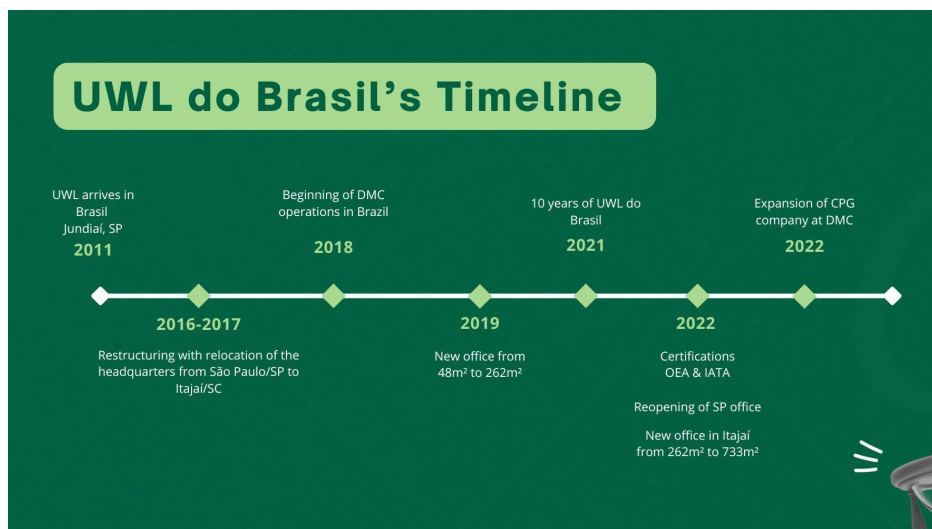 UWL do Brasil's Timeline
UWL arrives in
Brasil
Jundiaí, SP
2011
Beginning of DMC
operations in Brazil
2018
10 years of UWL do
Brasil
2021
Expansion of CPG
company at DMC
2022
2016-2017
Restructuring with relocation of the
headquarters from São Paulo/SP to
Itajaí/SC
2019
New office from
48m² to 262m²
2022
Certifications
OEA & IATA
Reopening of SP office
New office in Itajaí
from 262m² to 733m²